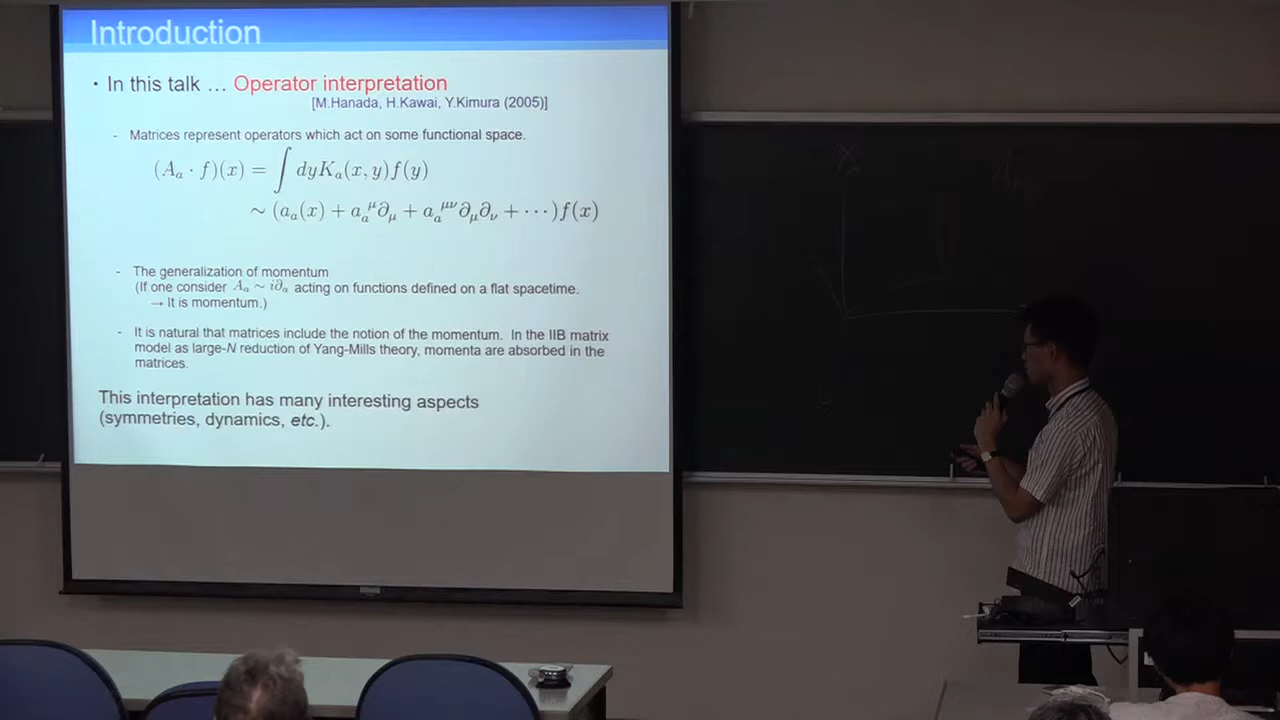 Introduction
• In this talk … Operator interpretation
[M.Hanada, H.Kawai, Y.Kimura (2005)]
- Matrices represent operators which act on some functional space.
(A_a · f)(x) = ∫ dyK_a(x, y)f(y)
∼ (a_a(x) + a_a^μ∂_μ + a_a^{μν}∂_μ∂_ν + ⋯)f(x)
- The generalization of momentum
(If one consider A_a ∼ i∂_a acting on functions defined on a flat spacetime.
→ It is momentum.)
- It is natural that matrices include the notion of the momentum. In the IIB matrix
model as large-N reduction of Yang-Mills theory, momenta are absorbed in the
matrices.
This interpretation has many interesting aspects
(symmetries, dynamics, etc.).